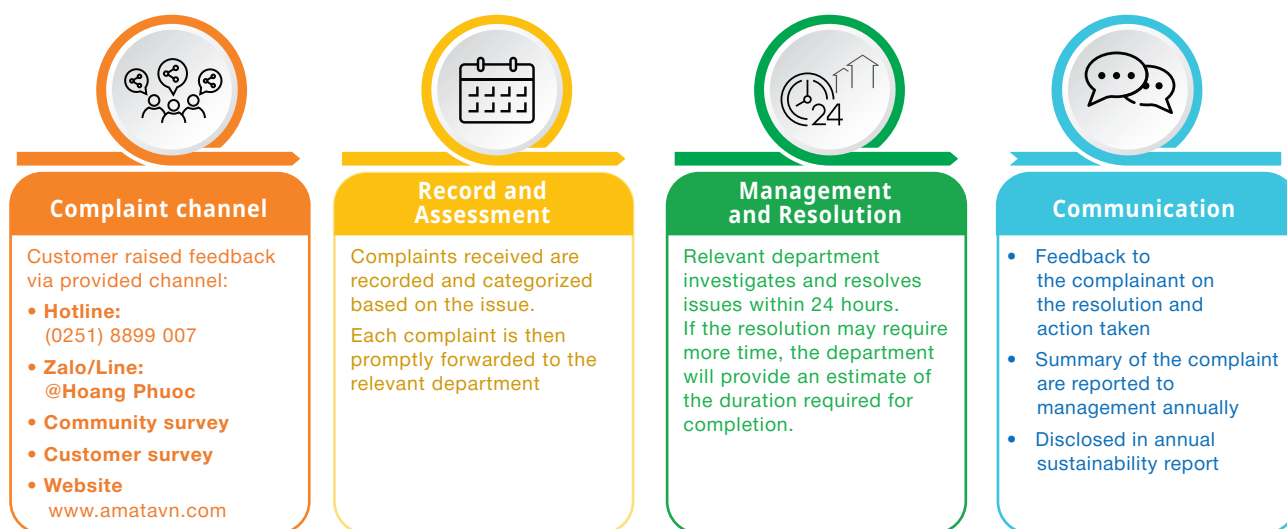 24
Complaint channel
Customer raised feedback
via provided channel:
• Hotline:
(0251) 8899 007
• Zalo/Line:
@Hoang Phuoc
• Community survey
• Customer survey
• Website
www.amatavn.com
Record and
Assessment
Complaints received are
recorded and categorized
based on the issue.
Each complaint is then
promptly forwarded to the
relevant department
Management
and Resolution
Relevant department
investigates and resolves
issues within 24 hours.
If the resolution may require
more time, the department
will provide an estimate of
the duration required for
completion.
Communication
• Feedback to
the complainant on
the resolution and
action taken
• Summary of the complaint
are reported to
management annually
• Disclosed in annual
sustainability report